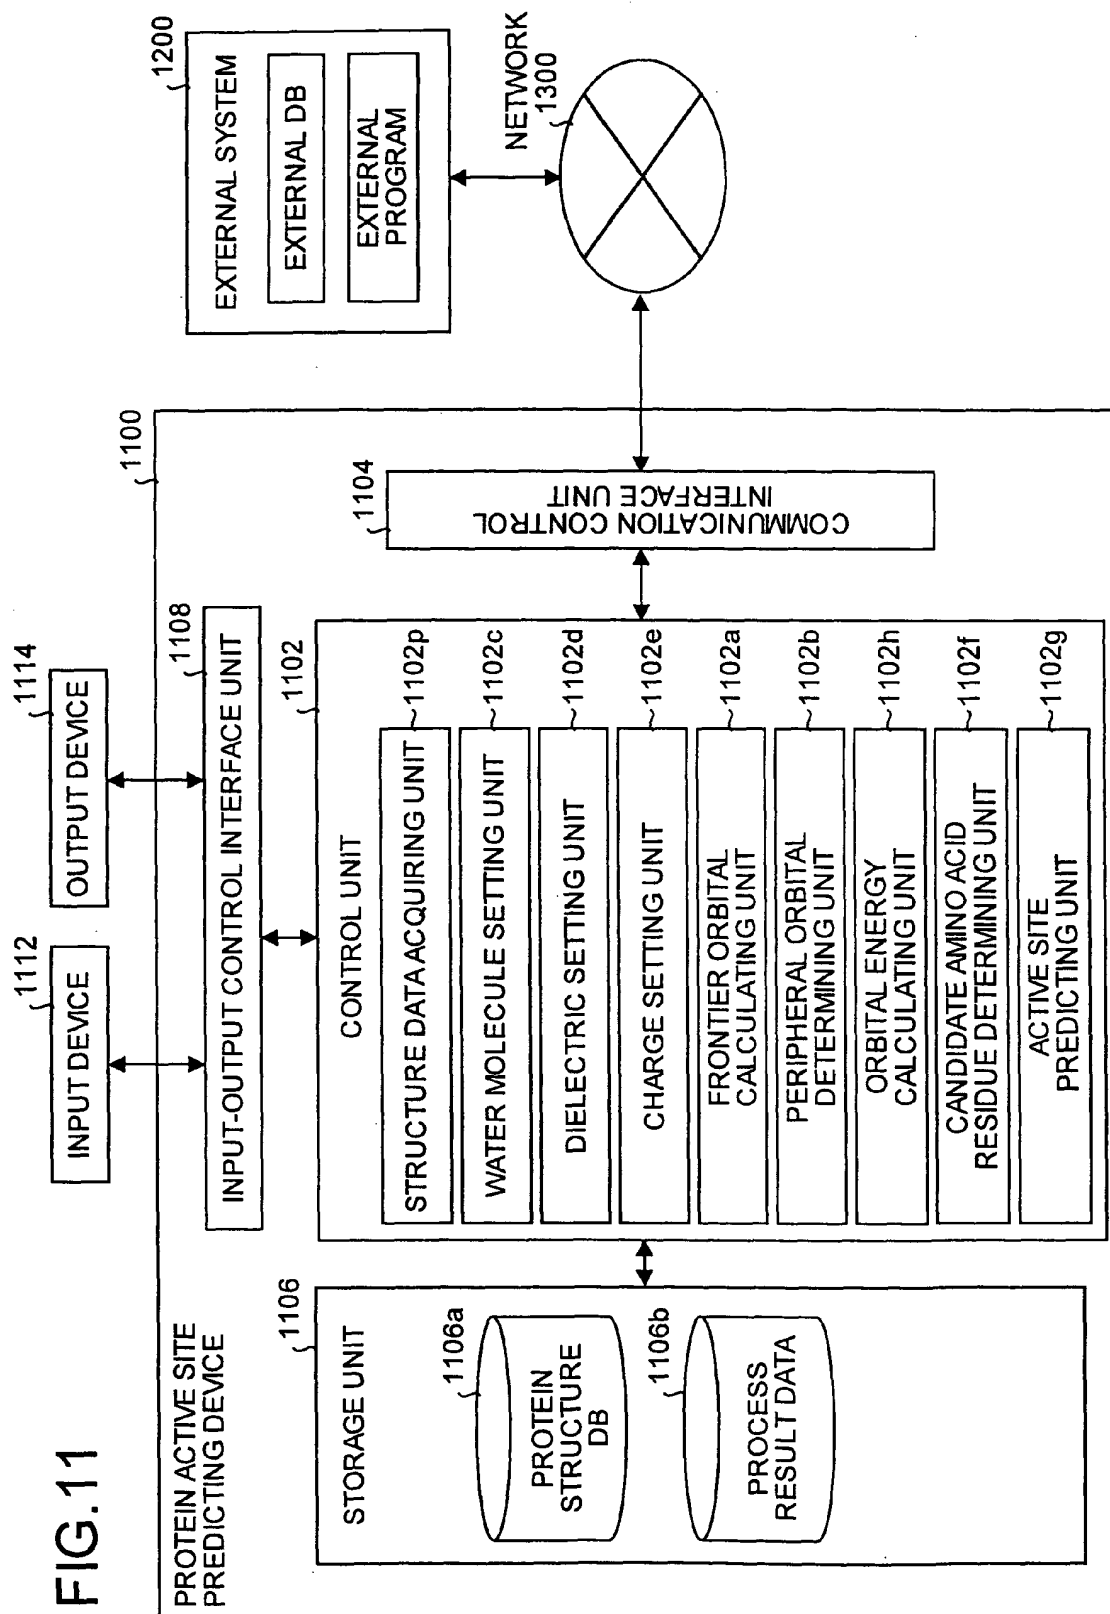 FIG.11
PROTEIN ACTIVE SITE
PREDICTING DEVICE
1100
1112
INPUT DEVICE
1114
OUTPUT DEVICE
1108
INPUT-OUTPUT CONTROL INTERFACE UNIT
1106
STORAGE UNIT
1106a
PROTEIN
STRUCTURE
DB
1106b
PROCESS
RESULT DATA
1102
CONTROL UNIT
STRUCTURE DATA ACQUIRING UNIT
1102p
WATER MOLECULE SETTING UNIT
1102c
DIELECTRIC SETTING UNIT
1102d
CHARGE SETTING UNIT
1102e
FRONTIER ORBITAL
CALCULATING UNIT
1102a
PERIPHERAL ORBITAL
DETERMINING UNIT
1102b
ORBITAL ENERGY
CALCULATING UNIT
1102h
CANDIDATE AMINO ACID
RESIDUE DETERMINING UNIT
1102f
ACTIVE SITE
PREDICTING UNIT
1102g
1104
COMMUNICATION CONTROL
INTERFACE UNIT
1200
EXTERNAL SYSTEM
EXTERNAL DB
EXTERNAL
PROGRAM
NETWORK
1300